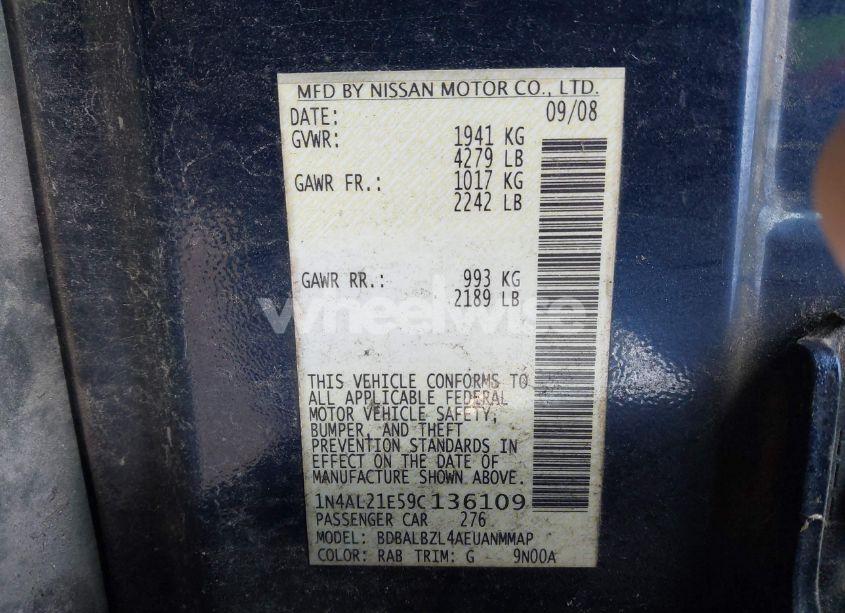 MFD BY NISSAN MOTOR CO., LTD.
DATE: 09/08
GVWR: 1941 KG
4279 LB
GAWR FR.: 1017 KG
2242 LB
GAWR RR.: 993 KG
2189 LB
wheelwise
THIS VEHICLE CONFORMS TO
ALL APPLICABLE FEDERAL
MOTOR VEHICLE SAFETY,
BUMPER, AND THEFT
PREVENTION STANDARDS IN
EFFECT ON THE DATE OF
MANUFACTURE SHOWN ABOVE.
1N4AL21E59C136109
PASSENGER CAR 276
MODEL: BDBALBZL4AEUANMMAP
COLOR: RAB TRIM: G 9N00A